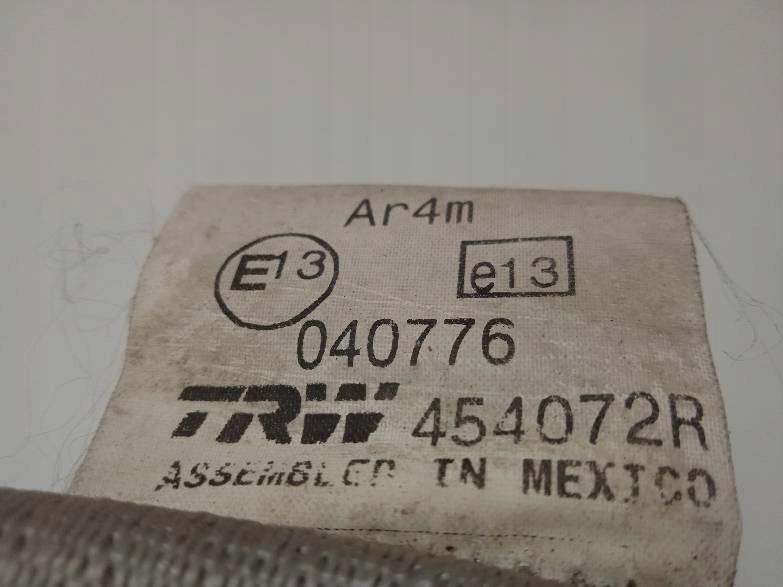 Ar4m
E13 e13
040776
TRW 454072R
ASSEMBLED IN MEXICO